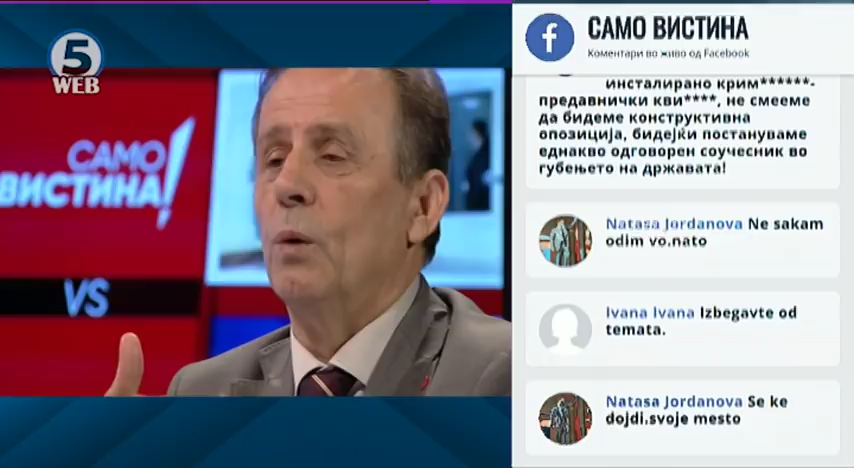 5
WEB
САМО
ВИСТИНА!
VS
f
САМО ВИСТИНА
Коментари во живо од Facebook
инсталирано крим******-
предавнички кви****, не смееме
да бидеме конструктивна
опозиција, бидејќи постануваме
еднакво одговорен соучесник во
губењето на државата!
Natasa Jordanova Ne sakam
odim vo.nato
Ivana Ivana Izbegavte od
temata.
Natasa Jordanova Se ke
dojdi.svoje mesto